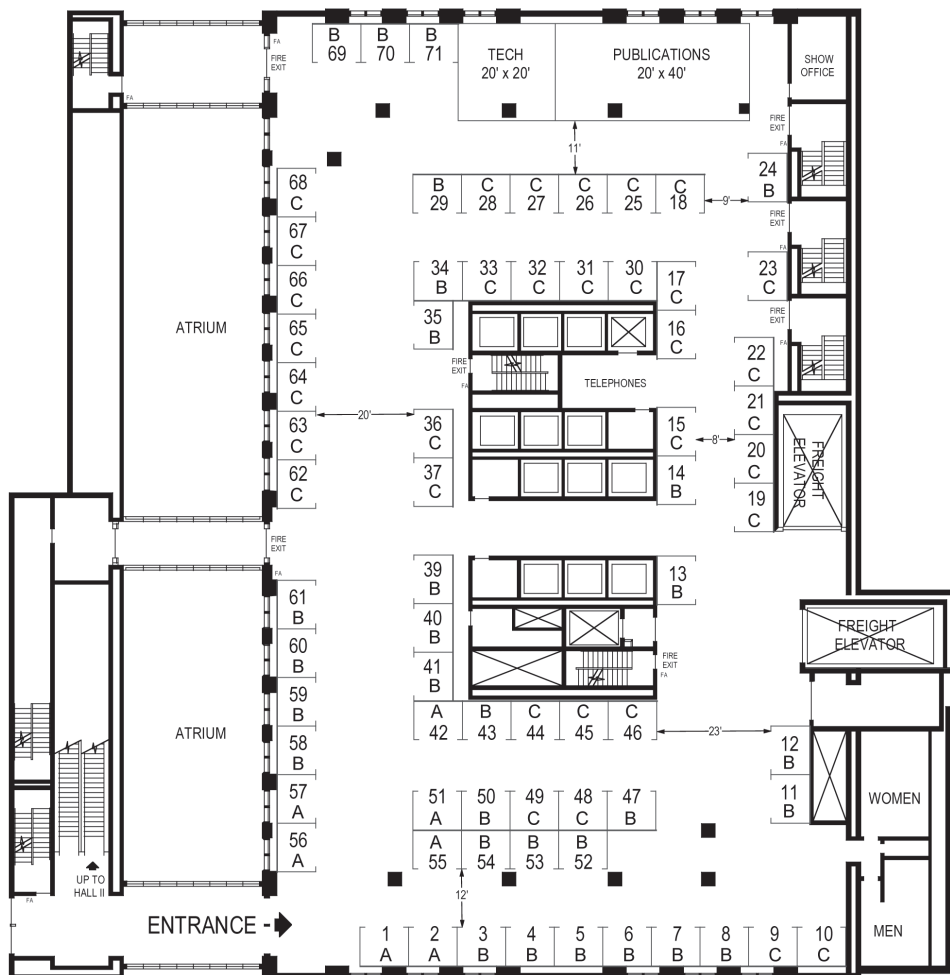 B B B
69 70 71
TECH
20' x 20'
PUBLICATIONS
20' x 40'
SHOW
OFFICE
FA
FIRE
EXIT
FA
FIRE
EXIT
FA
11'
24
B
68
C
B C C C C C
29 28 27 26 25 18
9'
FIRE
EXIT
FA
67
C
66
C
34 33 32 31 30
B C C C C
17
C
23
C
ATRIUM
65
C
35
B
16
C
FIRE
EXIT
FA
FIRE
EXIT
FA
TELEPHONES
22
C
64
C
21
C
20'
63
C
36
C
15
C
8'
20
C
FREIGHT
ELEVATOR
62
C
37
C
14
B
19
C
FIRE
EXIT
FA
61
B
39
B
13
B
60
B
40
B
FREIGHT
ELEVATOR
59
B
41
B
FIRE
EXIT
FA
ATRIUM
58
B
A B C C C
42 43 44 45 46
23'
12
B
57
A
51 50 49 48 47
A B C C B
11
B
WOMEN
56
A
A B B B
55 54 53 52
UP TO
HALL II
FA
12'
ENTRANCE
1 2 3 4 5 6 7 8 9 10
A A B B B B B B C C
MEN